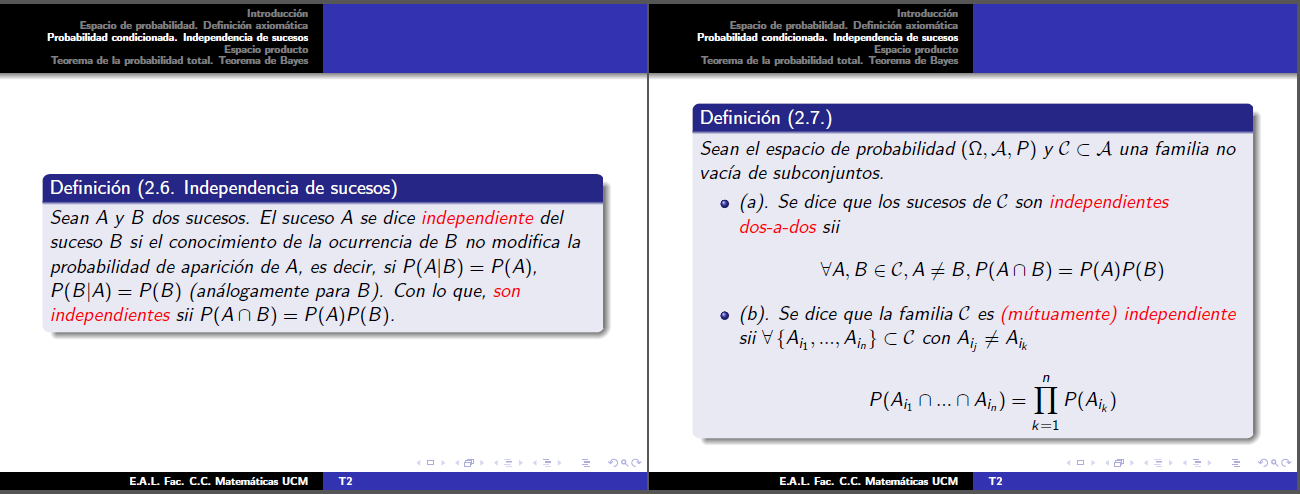 Introducción
Espacio de probabilidad. Definición axiomática
Probabilidad condicionada. Independencia de sucesos
Espacio producto
Teorema de la probabilidad total. Teorema de Bayes
Definición (2.6. Independencia de sucesos)
Sean A y B dos sucesos. El suceso A se dice independiente del
suceso B si el conocimiento de la ocurrencia de B no modifica la
probabilidad de aparición de A, es decir, si P(A|B) = P(A),
P(B|A) = P(B) (análogamente para B). Con lo que, son
independientes sii P(A ∩ B) = P(A)P(B).
E.A.L. Fac. C.C. Matemáticas UCM
T2
Introducción
Espacio de probabilidad. Definición axiomática
Probabilidad condicionada. Independencia de sucesos
Espacio producto
Teorema de la probabilidad total. Teorema de Bayes
Definición (2.7.)
Sean el espacio de probabilidad (Ω, 𝒜, P) y 𝒞 ⊂ 𝒜 una familia no
vacía de subconjuntos.
(a). Se dice que los sucesos de 𝒞 son independientes
dos-a-dos sii
∀A, B ∈ 𝒞, A ≠ B, P(A ∩ B) = P(A)P(B)
(b). Se dice que la familia 𝒞 es (mútuamente) independiente
sii ∀ {A_{i_1}, ..., A_{i_n}} ⊂ 𝒞 con A_{i_j} ≠ A_{i_k}
P(A_{i_1} ∩ ... ∩ A_{i_n}) = ∏_{k=1}^{n} P(A_{i_k})
E.A.L. Fac. C.C. Matemáticas UCM
T2